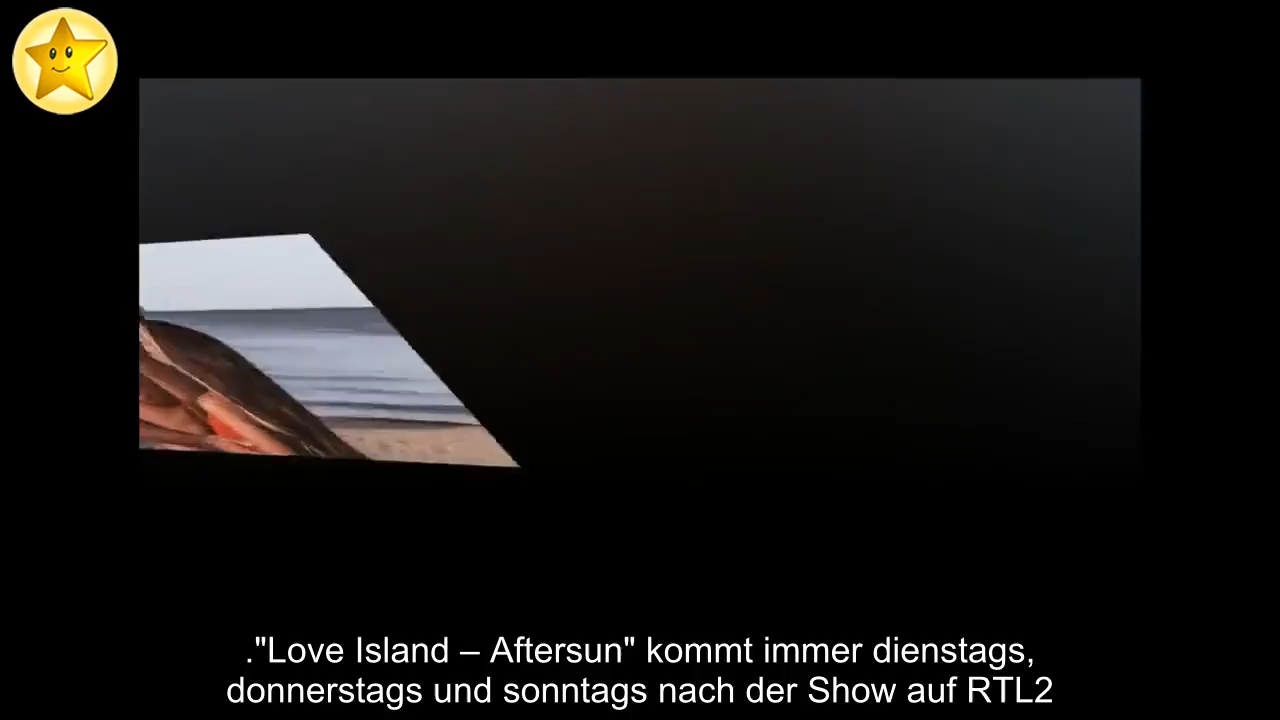 ."Love Island – Aftersun" kommt immer dienstags,
donnerstags und sonntags nach der Show auf RTL2